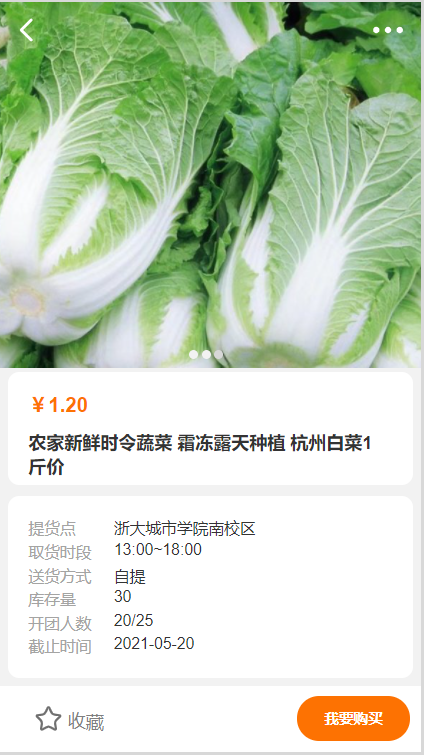 ￥1.20
农家新鲜时令蔬菜 霜冻露天种植 杭州白菜1
斤价
提货点 浙大城市学院南校区
取货时段 13:00~18:00
送货方式 自提
库存量 30
开团人数 20/25
截止时间 2021-05-20
收藏 我要购买